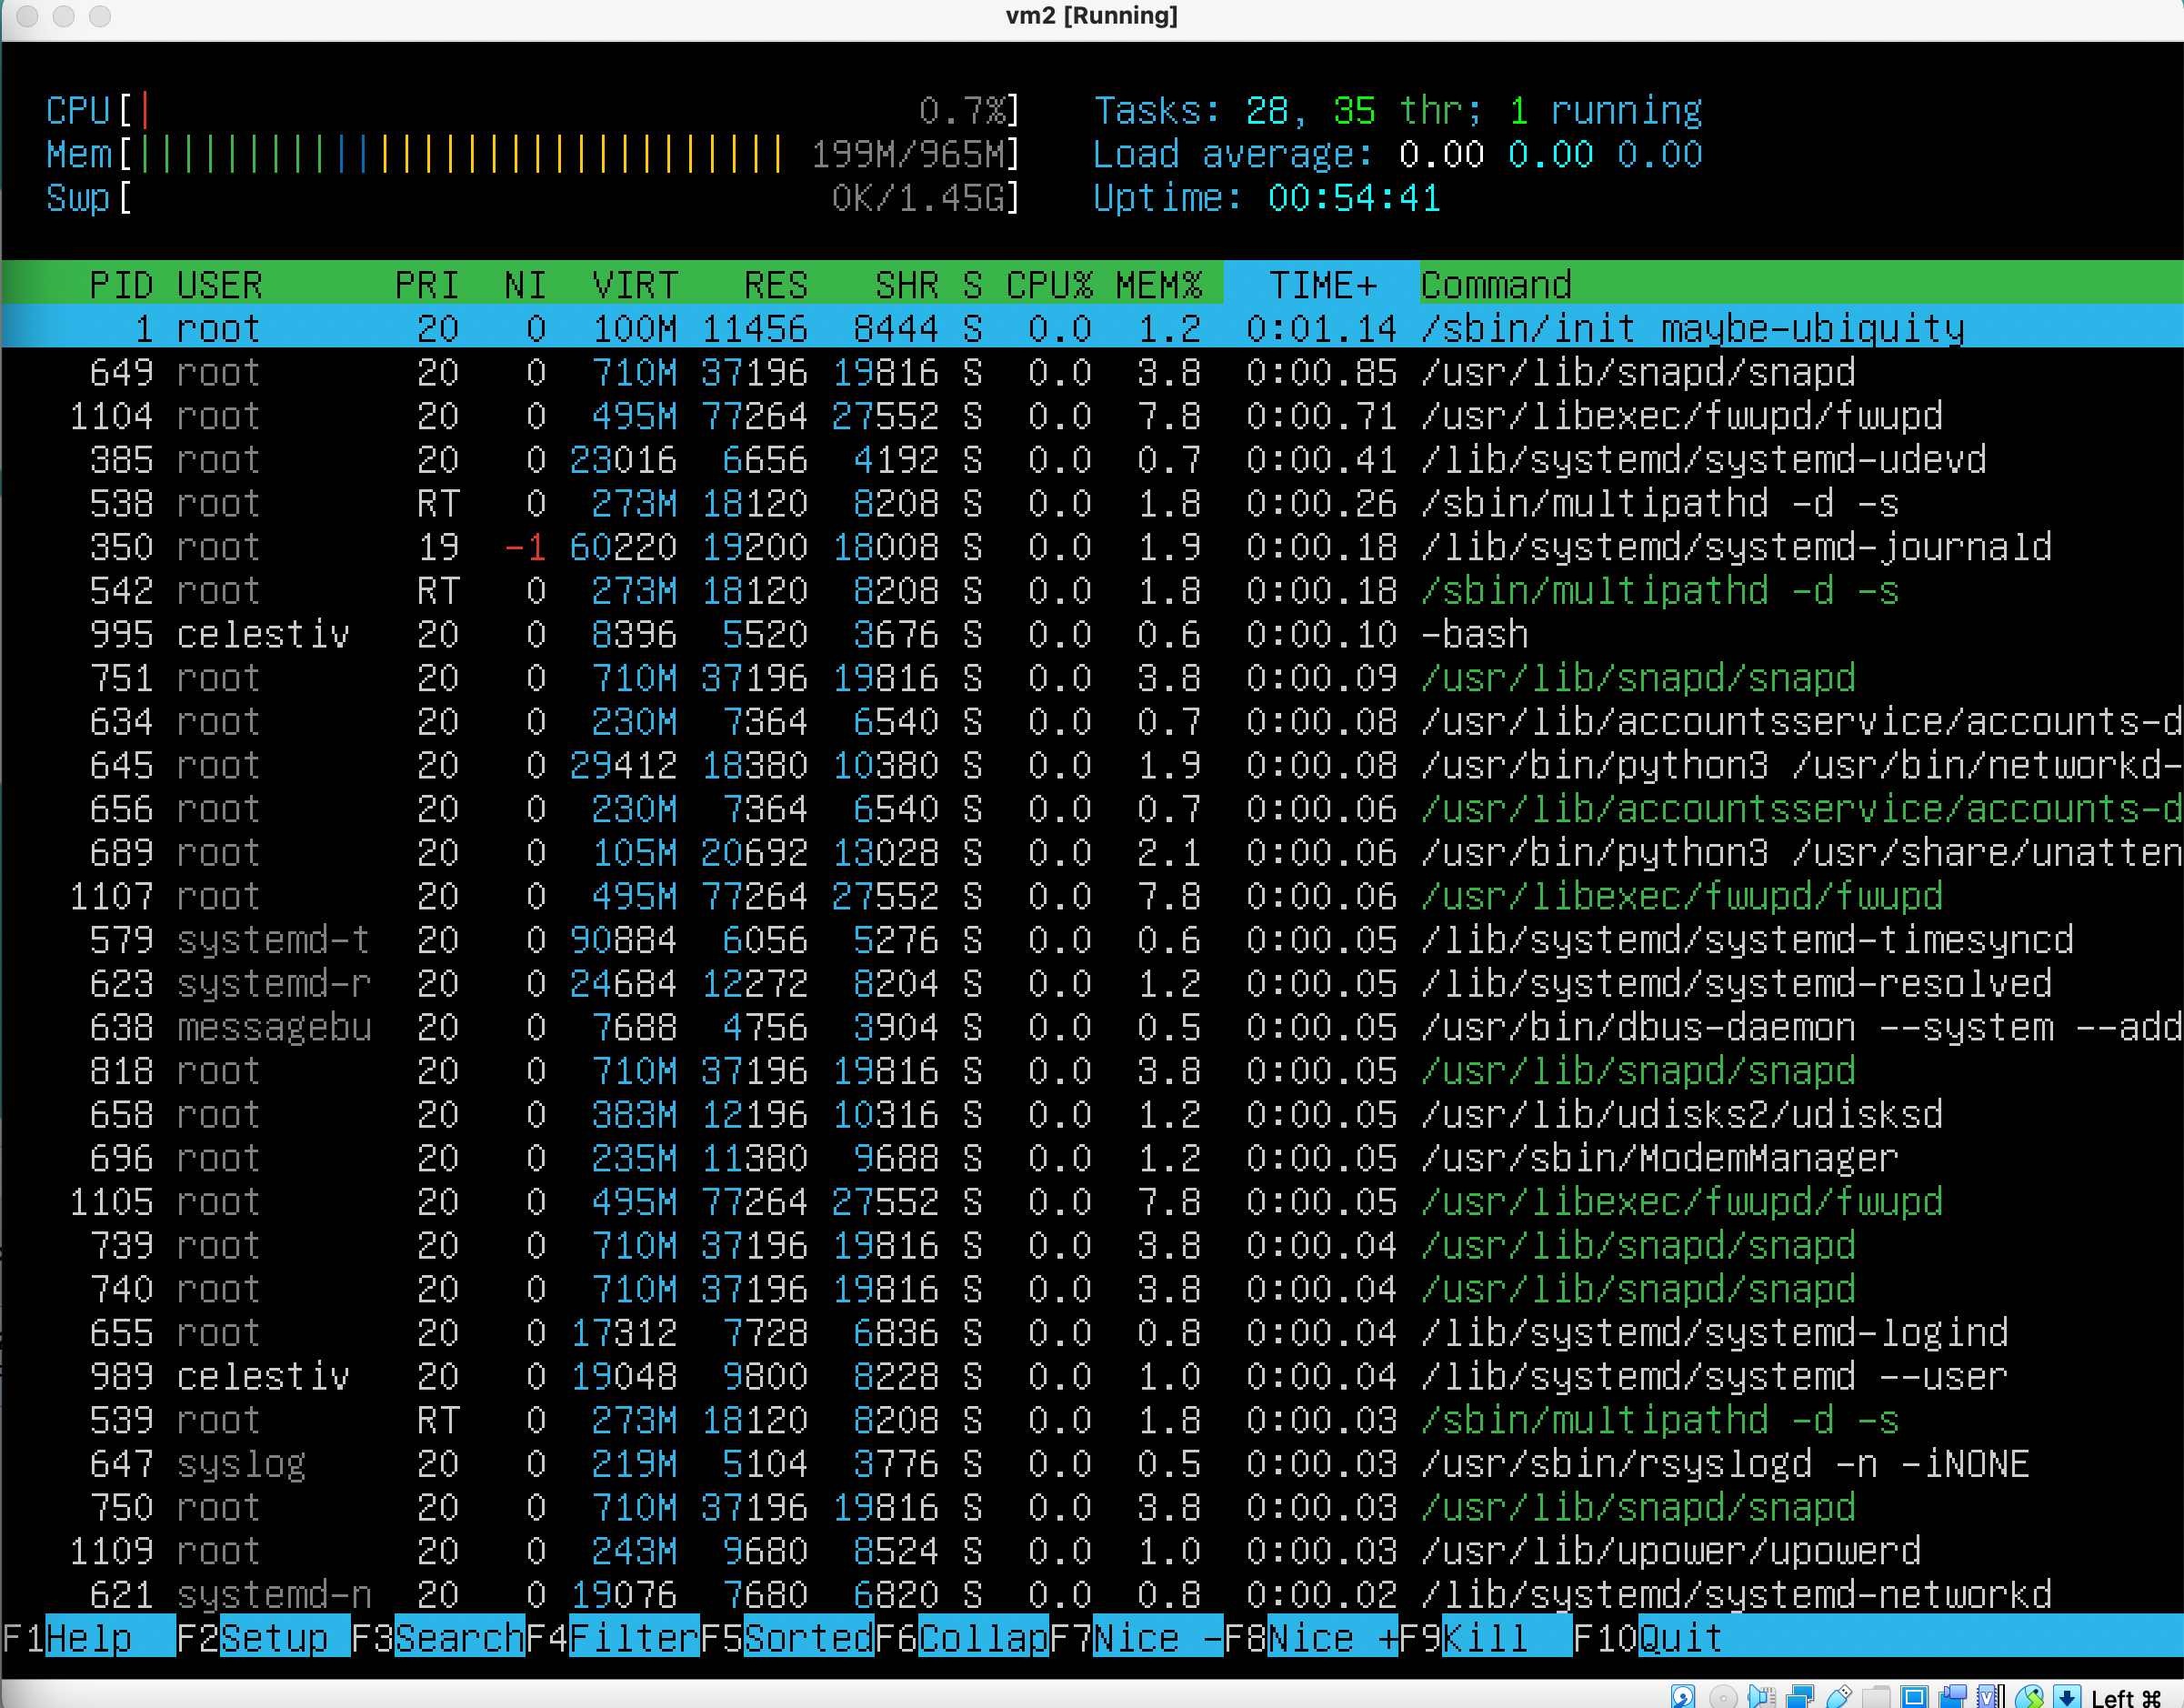 vm2 [Running]
CPU[| 0.7%] Tasks: 28, 35 thr; 1 running
Mem[|||||||||||||||||||||||||||||| 199M/965M] Load average: 0.00 0.00 0.00
Swp[ 0K/1.45G] Uptime: 00:54:41
PID USER PRI NI VIRT RES SHR S CPU% MEM% TIME+ Command
1 root 20 0 100M 11456 8444 S 0.0 1.2 0:01.14 /sbin/init maybe-ubiquity
649 root 20 0 710M 37196 19816 S 0.0 3.8 0:00.85 /usr/lib/snapd/snapd
1104 root 20 0 495M 77264 27552 S 0.0 7.8 0:00.71 /usr/libexec/fwupd/fwupd
385 root 20 0 23016 6656 4192 S 0.0 0.7 0:00.41 /lib/systemd/systemd-udevd
538 root RT 0 273M 18120 8208 S 0.0 1.8 0:00.26 /sbin/multipathd -d -s
350 root 19 -1 60220 19200 18008 S 0.0 1.9 0:00.18 /lib/systemd/systemd-journald
542 root RT 0 273M 18120 8208 S 0.0 1.8 0:00.18 /sbin/multipathd -d -s
995 celestiv 20 0 8396 5520 3676 S 0.0 0.6 0:00.10 -bash
751 root 20 0 710M 37196 19816 S 0.0 3.8 0:00.09 /usr/lib/snapd/snapd
634 root 20 0 230M 7364 6540 S 0.0 0.7 0:00.08 /usr/lib/accountsservice/accounts-d
645 root 20 0 29412 18380 10380 S 0.0 1.9 0:00.08 /usr/bin/python3 /usr/bin/networkd-
656 root 20 0 230M 7364 6540 S 0.0 0.7 0:00.06 /usr/lib/accountsservice/accounts-d
689 root 20 0 105M 20692 13028 S 0.0 2.1 0:00.06 /usr/bin/python3 /usr/share/unatten
1107 root 20 0 495M 77264 27552 S 0.0 7.8 0:00.06 /usr/libexec/fwupd/fwupd
579 systemd-t 20 0 90884 6056 5276 S 0.0 0.6 0:00.05 /lib/systemd/systemd-timesyncd
623 systemd-r 20 0 24684 12272 8204 S 0.0 1.2 0:00.05 /lib/systemd/systemd-resolved
638 messagebu 20 0 7688 4756 3904 S 0.0 0.5 0:00.05 /usr/bin/dbus-daemon --system --add
818 root 20 0 710M 37196 19816 S 0.0 3.8 0:00.05 /usr/lib/snapd/snapd
658 root 20 0 383M 12196 10316 S 0.0 1.2 0:00.05 /usr/lib/udisks2/udisksd
696 root 20 0 235M 11380 9688 S 0.0 1.2 0:00.05 /usr/sbin/ModemManager
1105 root 20 0 495M 77264 27552 S 0.0 7.8 0:00.05 /usr/libexec/fwupd/fwupd
739 root 20 0 710M 37196 19816 S 0.0 3.8 0:00.04 /usr/lib/snapd/snapd
740 root 20 0 710M 37196 19816 S 0.0 3.8 0:00.04 /usr/lib/snapd/snapd
655 root 20 0 17312 7728 6836 S 0.0 0.8 0:00.04 /lib/systemd/systemd-logind
989 celestiv 20 0 19048 9800 8228 S 0.0 1.0 0:00.04 /lib/systemd/systemd --user
539 root RT 0 273M 18120 8208 S 0.0 1.8 0:00.03 /sbin/multipathd -d -s
647 syslog 20 0 219M 5104 3776 S 0.0 0.5 0:00.03 /usr/sbin/rsyslogd -n -iNONE
750 root 20 0 710M 37196 19816 S 0.0 3.8 0:00.03 /usr/lib/snapd/snapd
1109 root 20 0 243M 9680 8524 S 0.0 1.0 0:00.03 /usr/lib/upower/upowerd
621 systemd-n 20 0 19076 7680 6820 S 0.0 0.8 0:00.02 /lib/systemd/systemd-networkd
F1Help F2Setup F3SearchF4FilterF5SortedF6CollapF7Nice -F8Nice +F9Kill F10Quit
Left ⌘